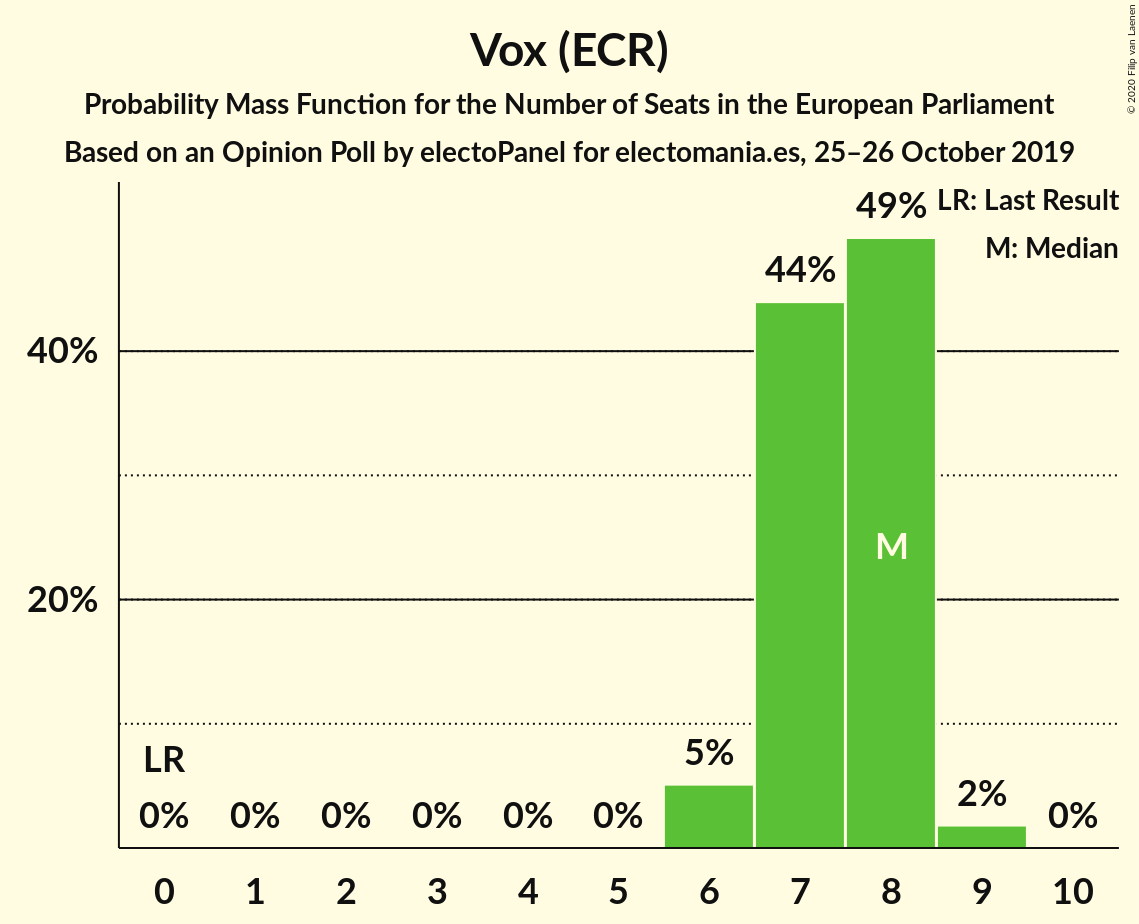 Vox (ECR)
Probability Mass Function for the Number of Seats in the European Parliament
Based on an Opinion Poll by electoPanel for electomania.es, 25–26 October 2019
© 2020 Filip van Laenen
LR: Last Result
M: Median
49%
44%
40%
M
20%
LR
5%
2%
0% 0% 0% 0% 0% 0% 0%
0 1 2 3 4 5 6 7 8 9 10